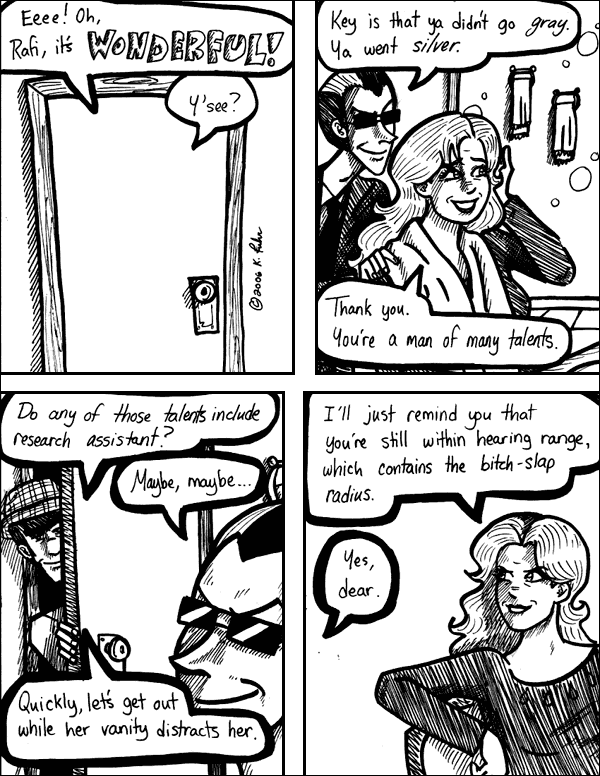 Eeee! Oh,
Rafi, it's WONDERFUL!
Y'see?
©2006 K.
Key is that ya didn't go gray.
Ya went silver.
Thank you.
You're a man of many talents.
Do any of those talents include
research assistant?
Maybe, maybe...
Quickly, let's get out
while her vanity distracts her.
I'll just remind you that
you're still within hearing range,
which contains the bitch-slap
radius.
Yes,
dear.